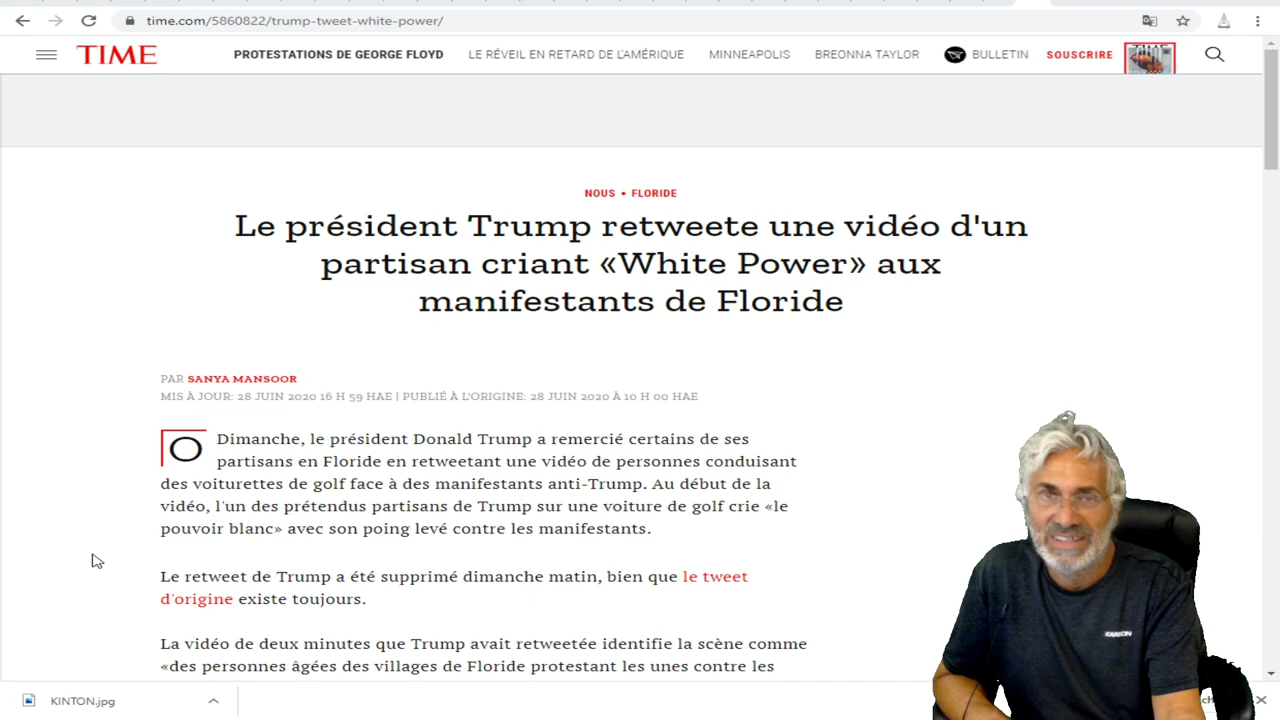 time.com/5860822/trump-tweet-white-power/
TIME
PROTESTATIONS DE GEORGE FLOYD
LE RÉVEIL EN RETARD DE L'AMÉRIQUE
MINNEAPOLIS
BREONNA TAYLOR
BULLETIN
SOUSCRIRE
NOUS • FLORIDE
Le président Trump retweete une vidéo d'un
partisan criant «White Power» aux
manifestants de Floride
PAR SANYA MANSOOR
MIS À JOUR: 28 JUIN 2020 16 H 59 HAE | PUBLIÉ À L'ORIGINE: 28 JUIN 2020 À 10 H 00 HAE
O Dimanche, le président Donald Trump a remercié certains de ses
partisans en Floride en retweetant une vidéo de personnes conduisant
des voiturettes de golf face à des manifestants anti-Trump. Au début de la
vidéo, l'un des prétendus partisans de Trump sur une voiture de golf crie «le
pouvoir blanc» avec son poing levé contre les manifestants.
Le retweet de Trump a été supprimé dimanche matin, bien que le tweet
d'origine existe toujours.
La vidéo de deux minutes que Trump avait retweetée identifie la scène comme
«des personnes âgées des villages de Floride protestant les unes contre les
KARIION
KINTON.jpg